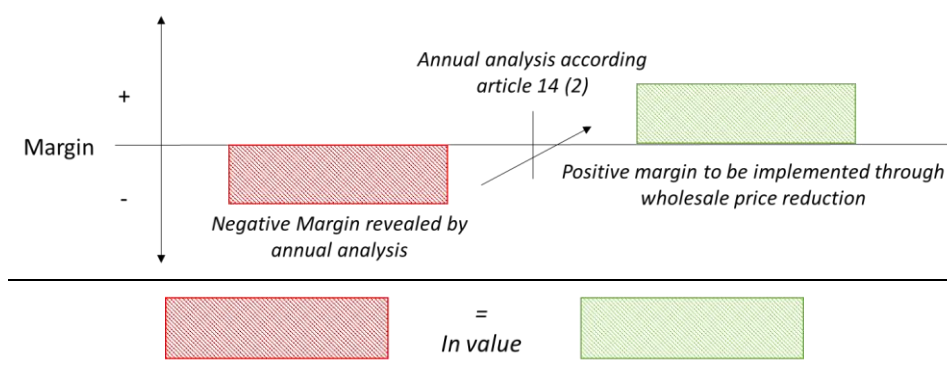 Annual analysis according
article 14 (2)
+
Margin
-
Positive margin to be implemented through
wholesale price reduction
Negative Margin revealed by
annual analysis
=
In value